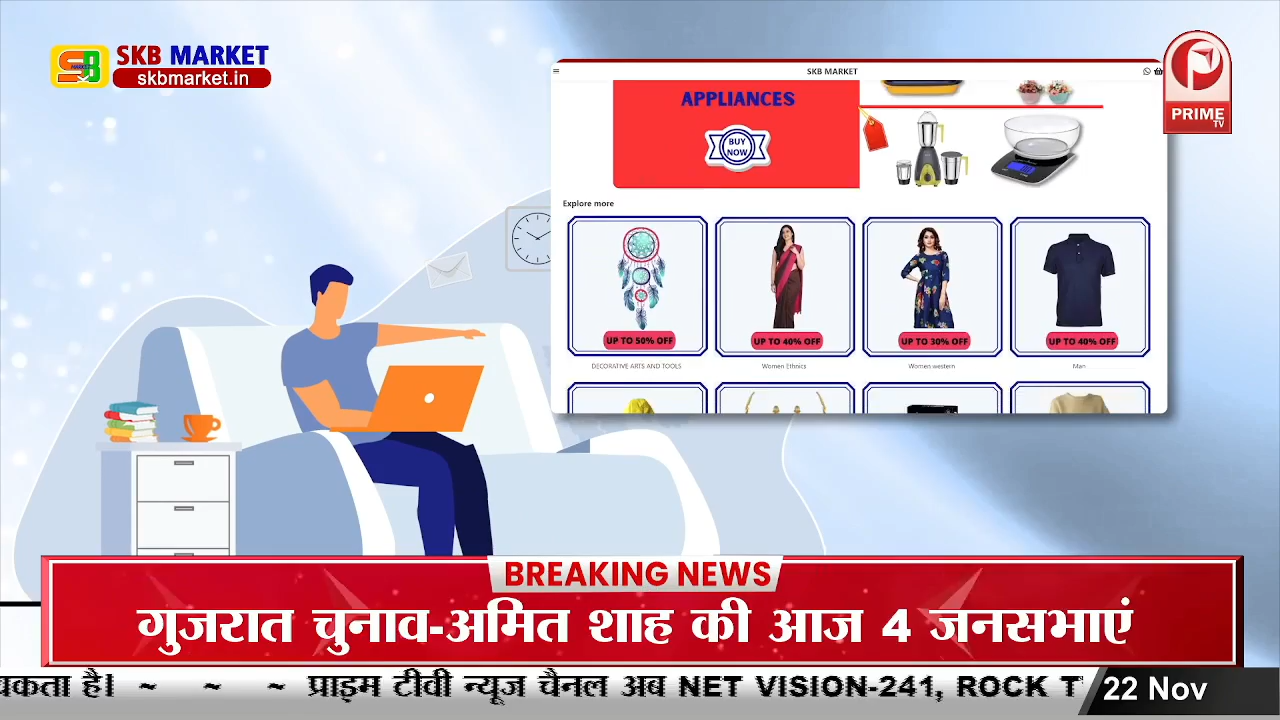 SKB MARKET
skbmarket.in
SKB MARKET
PRIME
TV
APPLIANCES
BUY
NOW
Explore more
UP TO 50% OFF
UP TO 40% OFF
UP TO 30% OFF
UP TO 40% OFF
DECORATIVE ARTS AND TOOLS
Women Ethnics
Women western
Man
BREAKING NEWS
गुजरात चुनाव-अमित शाह की आज 4 जनसभाएं
है। ~ ~ ~ प्राइम टीवी न्यूज चैनल अब NET VISION-241, ROCK
22 Nov